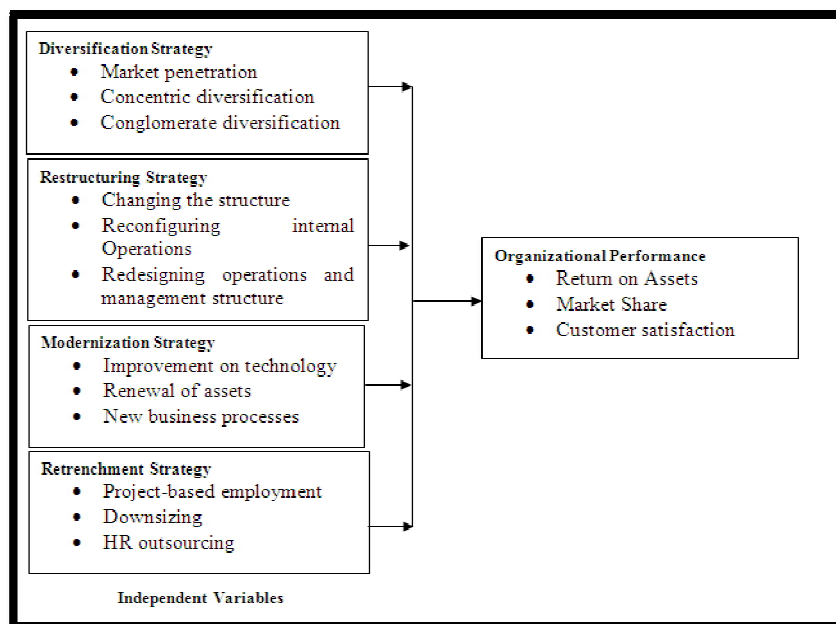 Diversification Strategy
• Market penetration
• Concentric diversification
• Conglomerate diversification
Restructuring Strategy
• Changing the structure
• Reconfiguring internal
Operations
• Redesigning operations and
management structure
Modernization Strategy
• Improvement on technology
• Renewal of assets
• New business processes
Retrenchment Strategy
• Project-based employment
• Downsizing
• HR outsourcing
Independent Variables
Organizational Performance
• Return on Assets
• Market Share
• Customer satisfaction